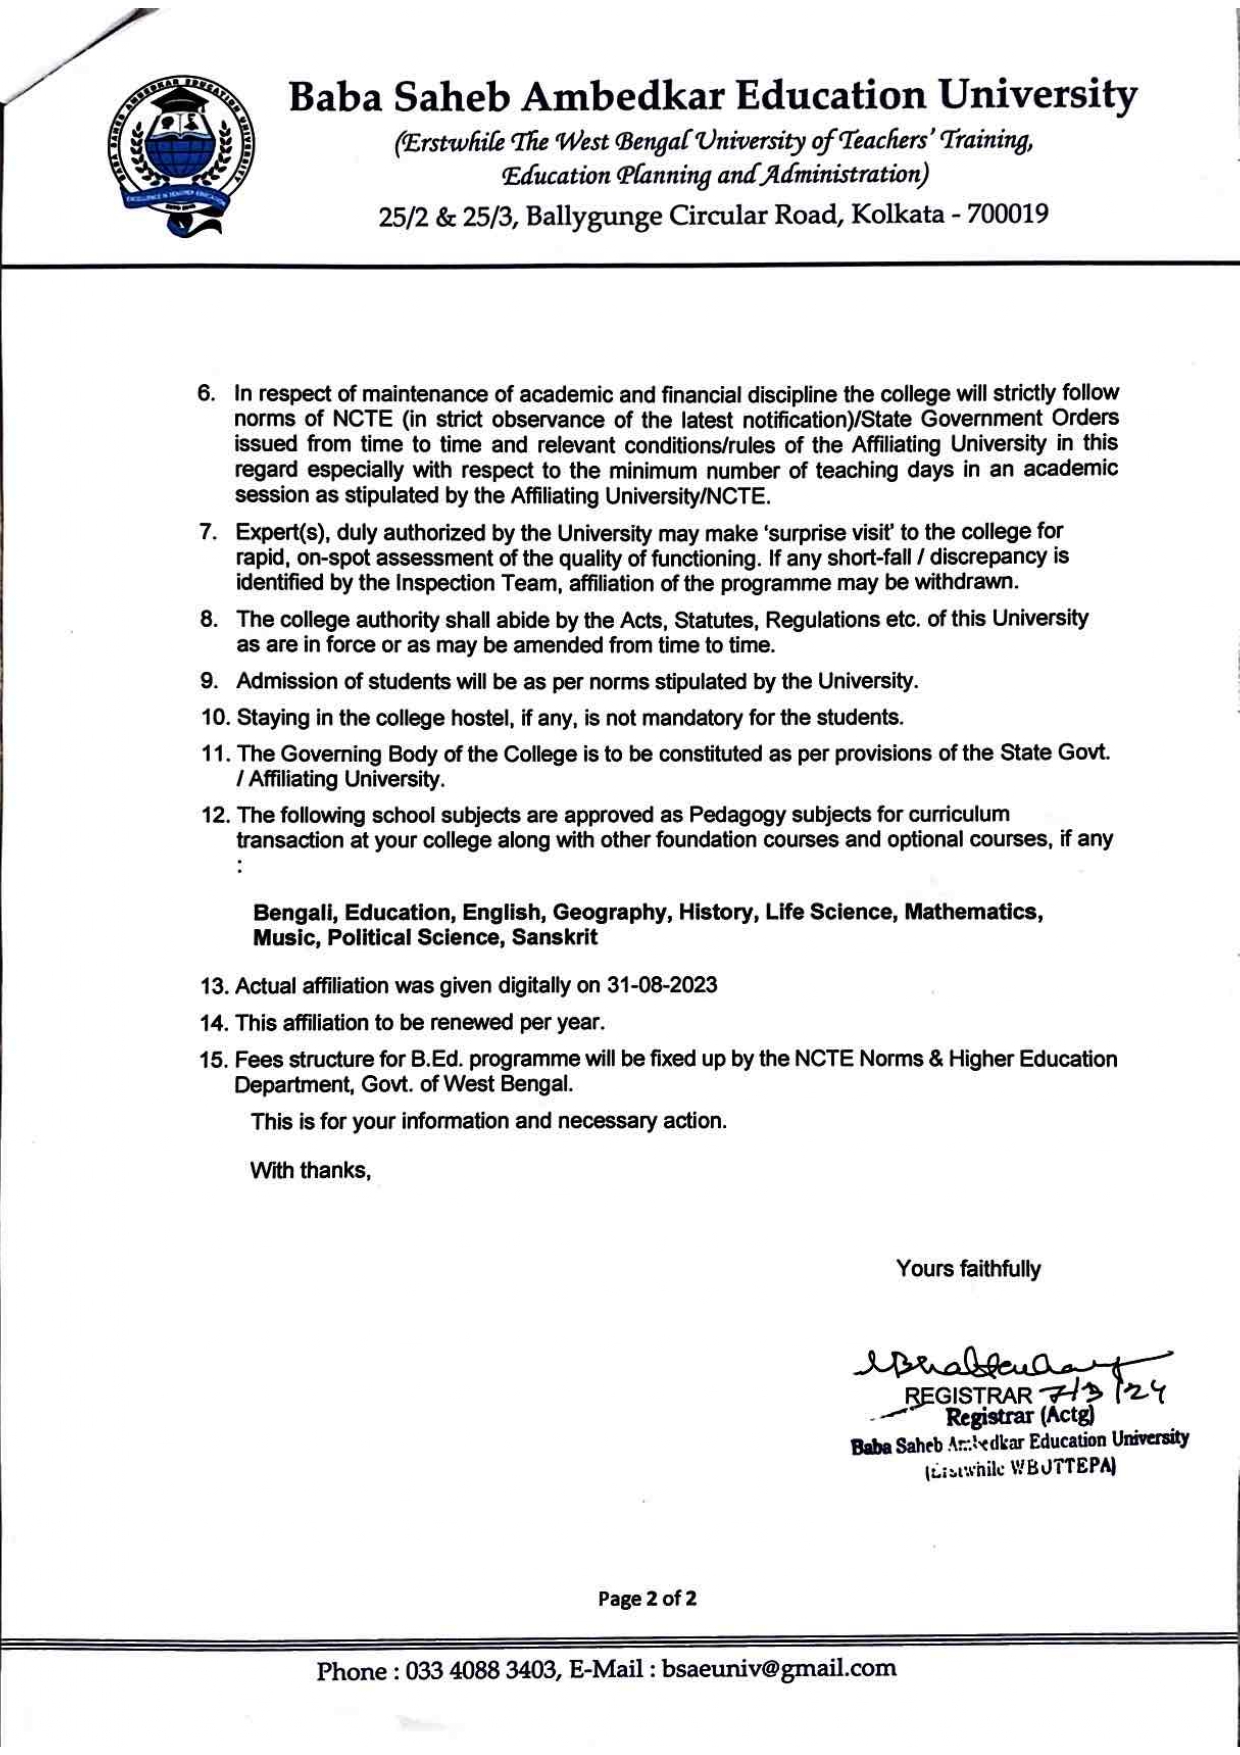 BABA SAHEB AMBEDKAR EDUCATION UNIVERSITY
EXCELLENCE IN TEACHER EDUCATION
Baba Saheb Ambedkar Education University
(Erstwhile The West Bengal University of Teachers' Training,
Education Planning and Administration)
25/2 & 25/3, Ballygunge Circular Road, Kolkata - 700019
6. In respect of maintenance of academic and financial discipline the college will strictly follow
norms of NCTE (in strict observance of the latest notification)/State Government Orders
issued from time to time and relevant conditions/rules of the Affiliating University in this
regard especially with respect to the minimum number of teaching days in an academic
session as stipulated by the Affiliating University/NCTE.
7. Expert(s), duly authorized by the University may make 'surprise visit' to the college for
rapid, on-spot assessment of the quality of functioning. If any short-fall / discrepancy is
identified by the Inspection Team, affiliation of the programme may be withdrawn.
8. The college authority shall abide by the Acts, Statutes, Regulations etc. of this University
as are in force or as may be amended from time to time.
9. Admission of students will be as per norms stipulated by the University.
10. Staying in the college hostel, if any, is not mandatory for the students.
11. The Governing Body of the College is to be constituted as per provisions of the State Govt.
/ Affiliating University.
12. The following school subjects are approved as Pedagogy subjects for curriculum
transaction at your college along with other foundation courses and optional courses, if any
:
Bengali, Education, English, Geography, History, Life Science, Mathematics,
Music, Political Science, Sanskrit
13. Actual affiliation was given digitally on 31-08-2023
14. This affiliation to be renewed per year.
15. Fees structure for B.Ed. programme will be fixed up by the NCTE Norms & Higher Education
Department, Govt. of West Bengal.
This is for your information and necessary action.
With thanks,
Yours faithfully
REGISTRAR 7/3/24
Registrar (Actg)
Baba Saheb Ambedkar Education University
(Erstwhile WBUTTEPA)
Page 2 of 2
Phone : 033 4088 3403, E-Mail : bsaeuniv@gmail.com